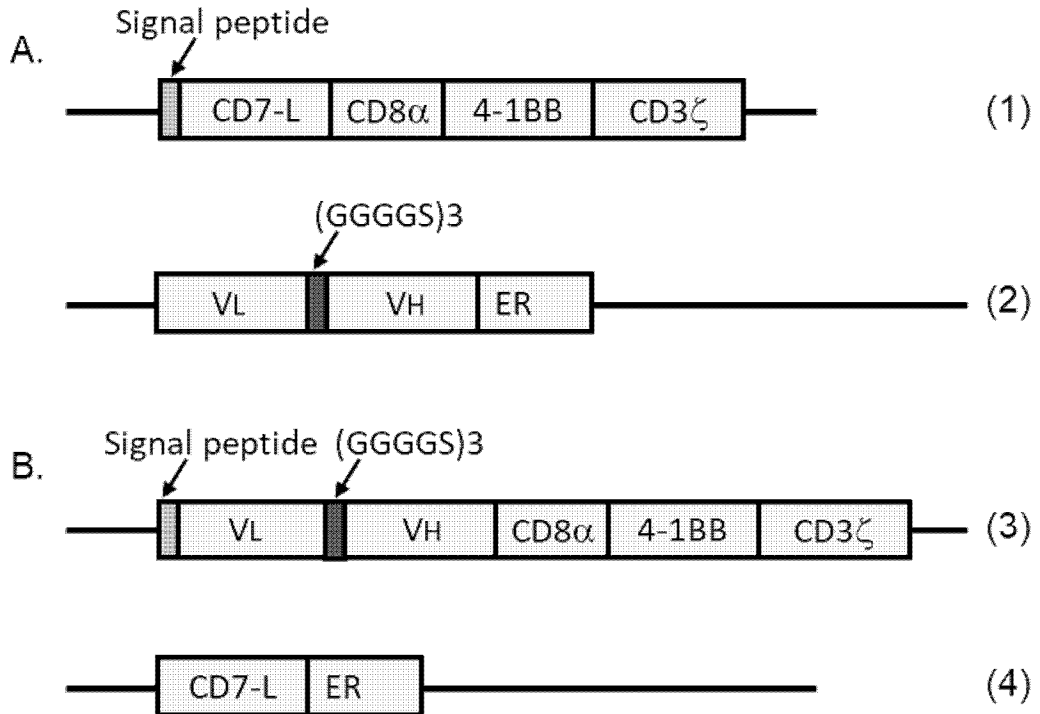 Signal peptide
A.
CD7-L CD8α 4-1BB CD3ζ (1)
(GGGGS)3
VL VH ER (2)
Signal peptide (GGGGS)3
B.
VL VH CD8α 4-1BB CD3ζ (3)
CD7-L ER (4)